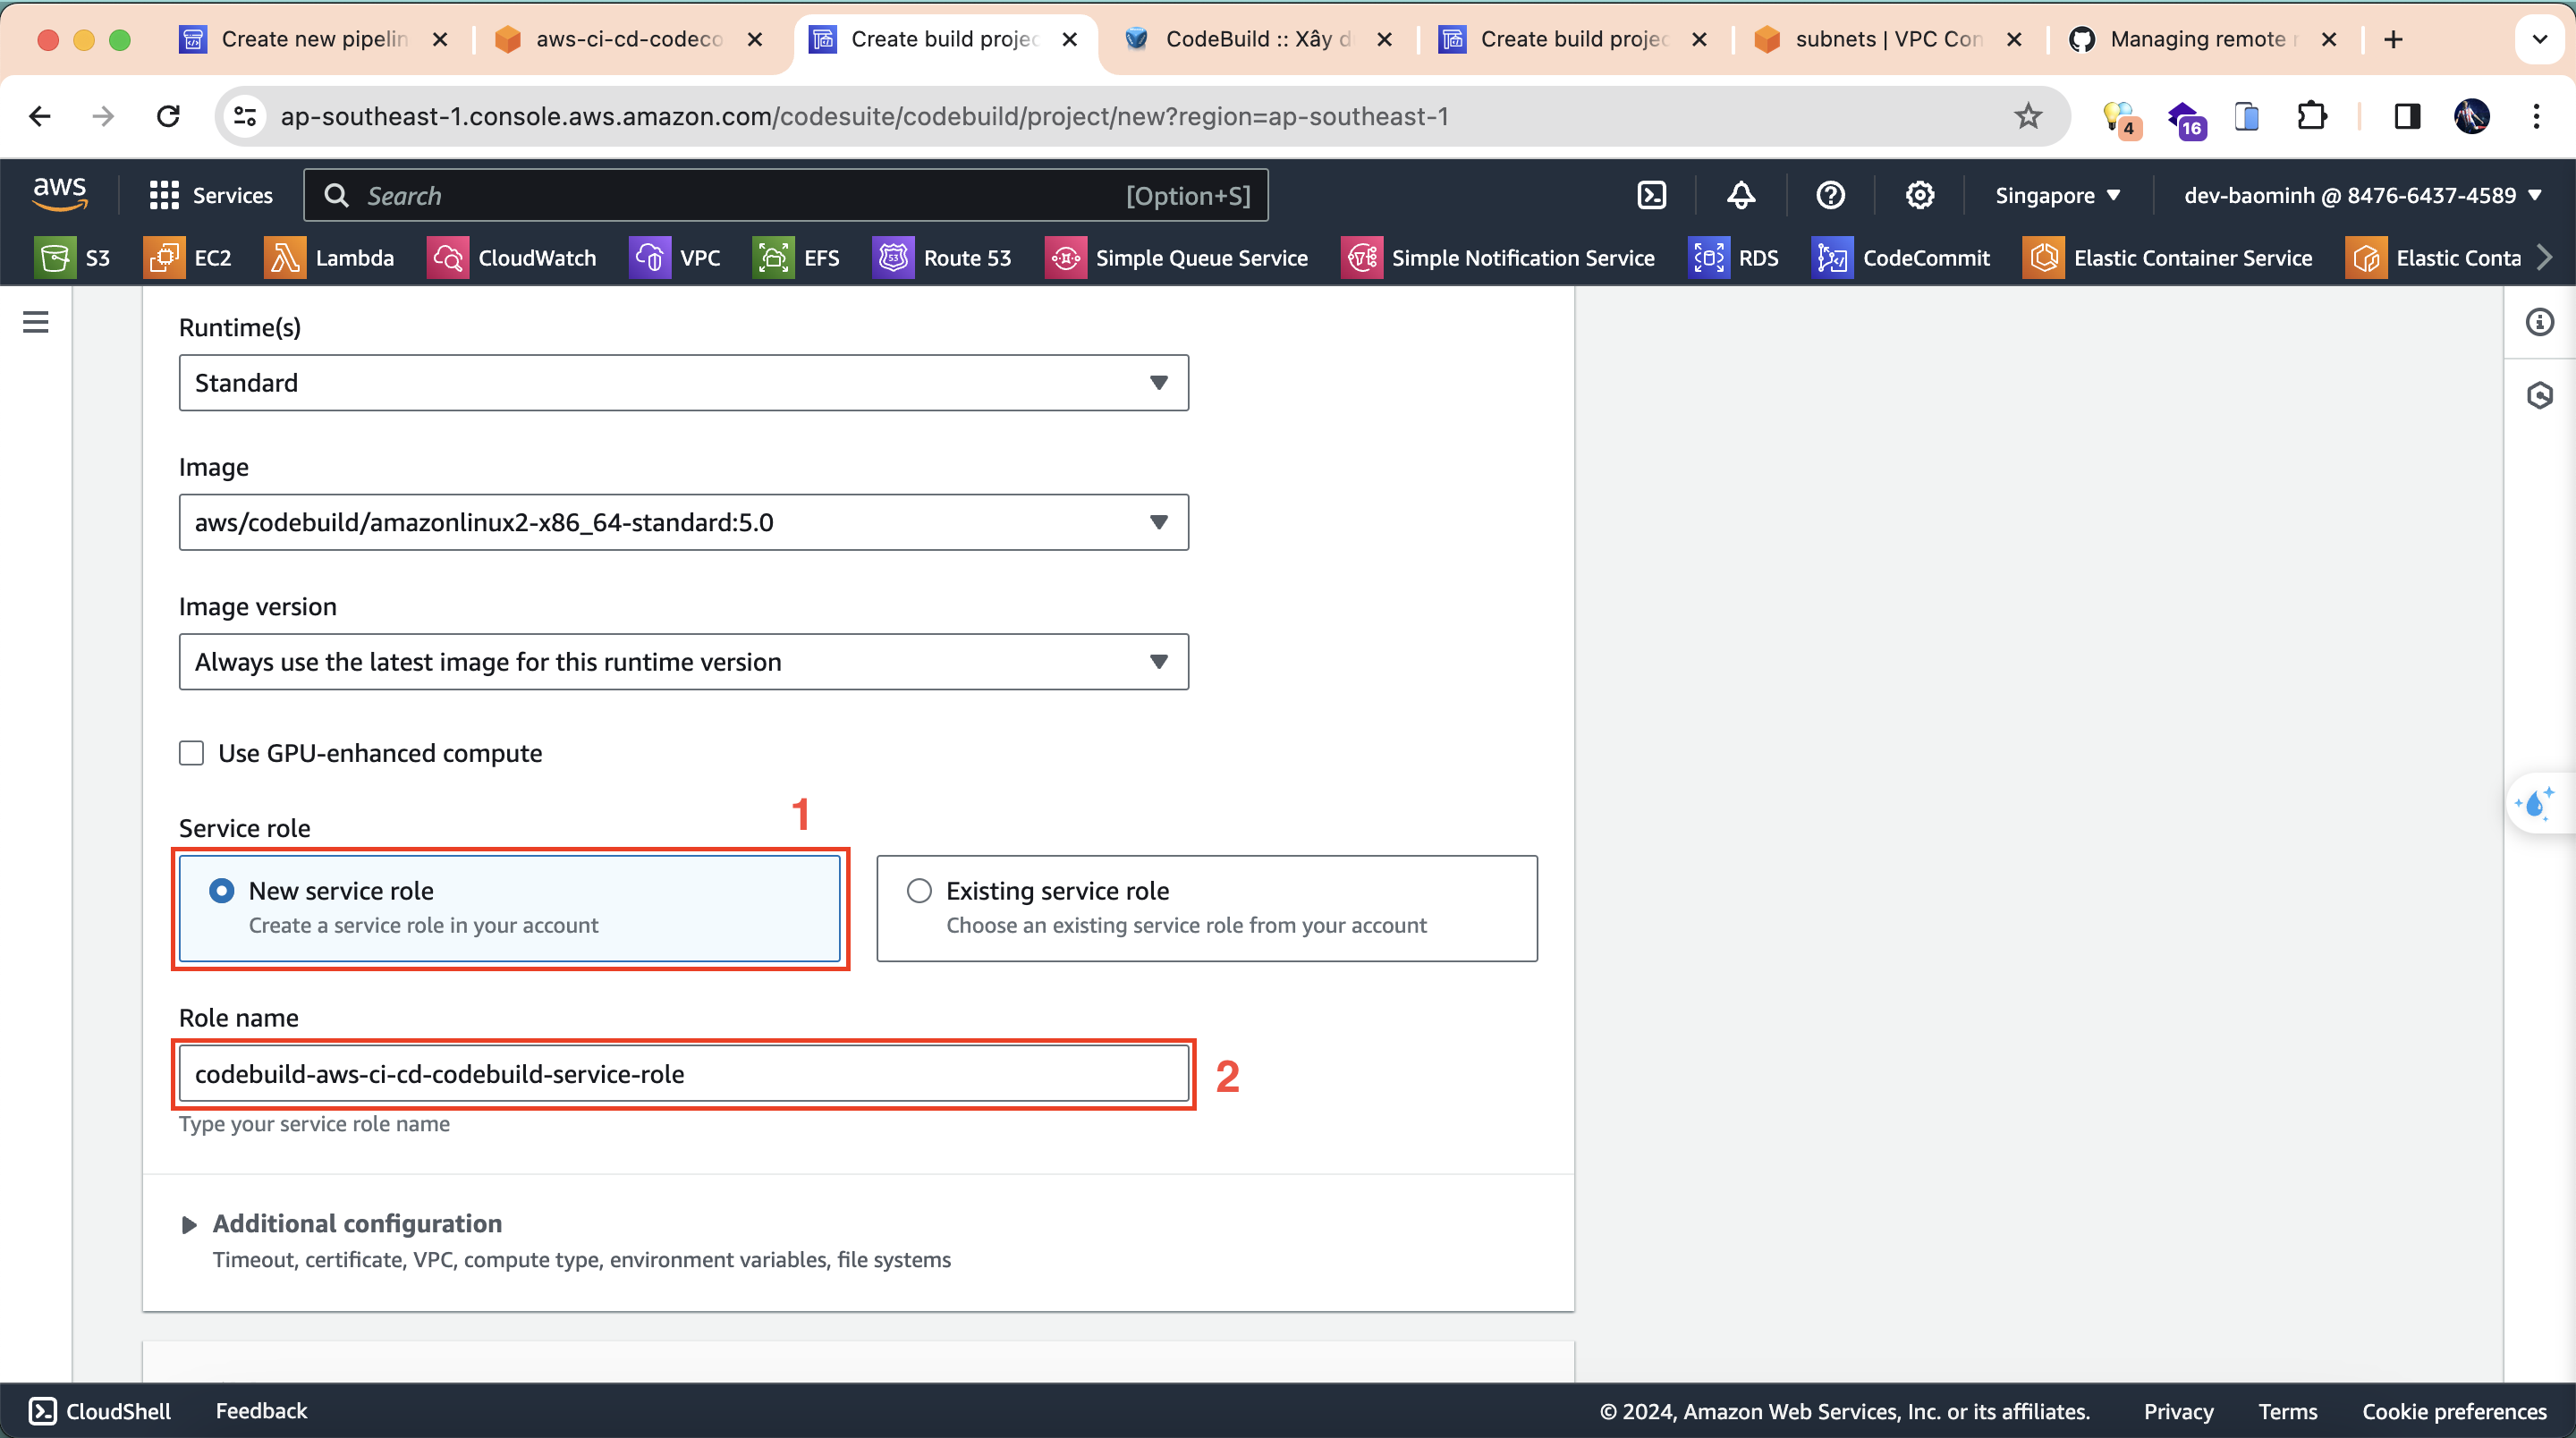 Create new pipelin
aws-ci-cd-codeco
Create build projec
CodeBuild :: Xây d
Create build projec
subnets | VPC Con
Managing remote r
ap-southeast-1.console.aws.amazon.com/codesuite/codebuild/project/new?region=ap-southeast-1
4
16
aws
Services
Search
[Option+S]
Singapore
dev-baominh @ 8476-6437-4589
S3
EC2
Lambda
CloudWatch
VPC
EFS
53
Route 53
Simple Queue Service
Simple Notification Service
RDS
CodeCommit
Elastic Container Service
Elastic Conta
Runtime(s)
Standard
Image
aws/codebuild/amazonlinux2-x86_64-standard:5.0
Image version
Always use the latest image for this runtime version
Use GPU-enhanced compute
1
Service role
New service role
Create a service role in your account
Existing service role
Choose an existing service role from your account
Role name
codebuild-aws-ci-cd-codebuild-service-role
2
Type your service role name
Additional configuration
Timeout, certificate, VPC, compute type, environment variables, file systems
CloudShell
Feedback
© 2024, Amazon Web Services, Inc. or its affiliates.
Privacy
Terms
Cookie preferences